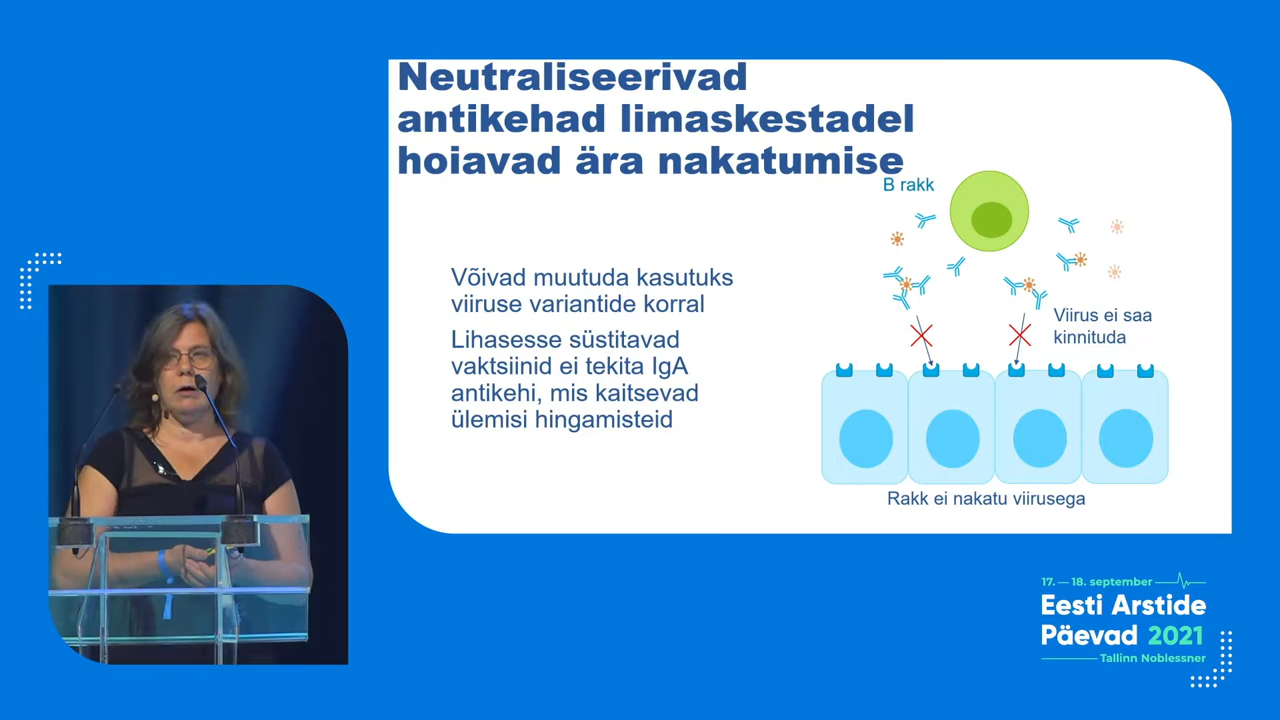 Neutraliseerivad
antikehad limaskestadel
hoiavad ära nakatumise
B rakk
Võivad muutuda kasutuks
viiruse variantide korral
Lihasesse süstitavad
vaktsiinid ei tekita IgA
antikehi, mis kaitsevad
ülemisi hingamisteid
Viirus ei saa
kinnituda
Rakk ei nakatu viirusega
17. — 18. september
Eesti Arstide
Päevad 2021
Tallinn Noblessner